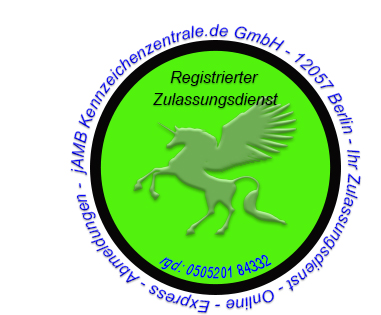 jAMB Kennzeichenzentrale.de GmbH - 12057 Berlin - Ihr Zulassungsdienst - Online - Express - Abmeldungen -
Registrierter
Zulassungsdienst
rgd: 0505201 84332